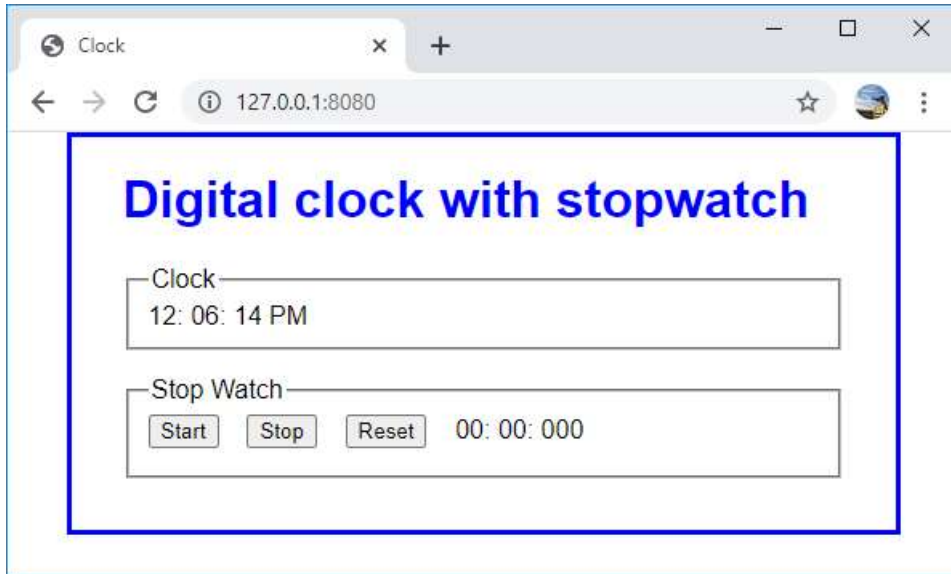 Clock
127.0.0.1:8080
Digital clock with stopwatch
Clock
12: 06: 14 PM
Stop Watch
Start Stop Reset 00: 00: 000